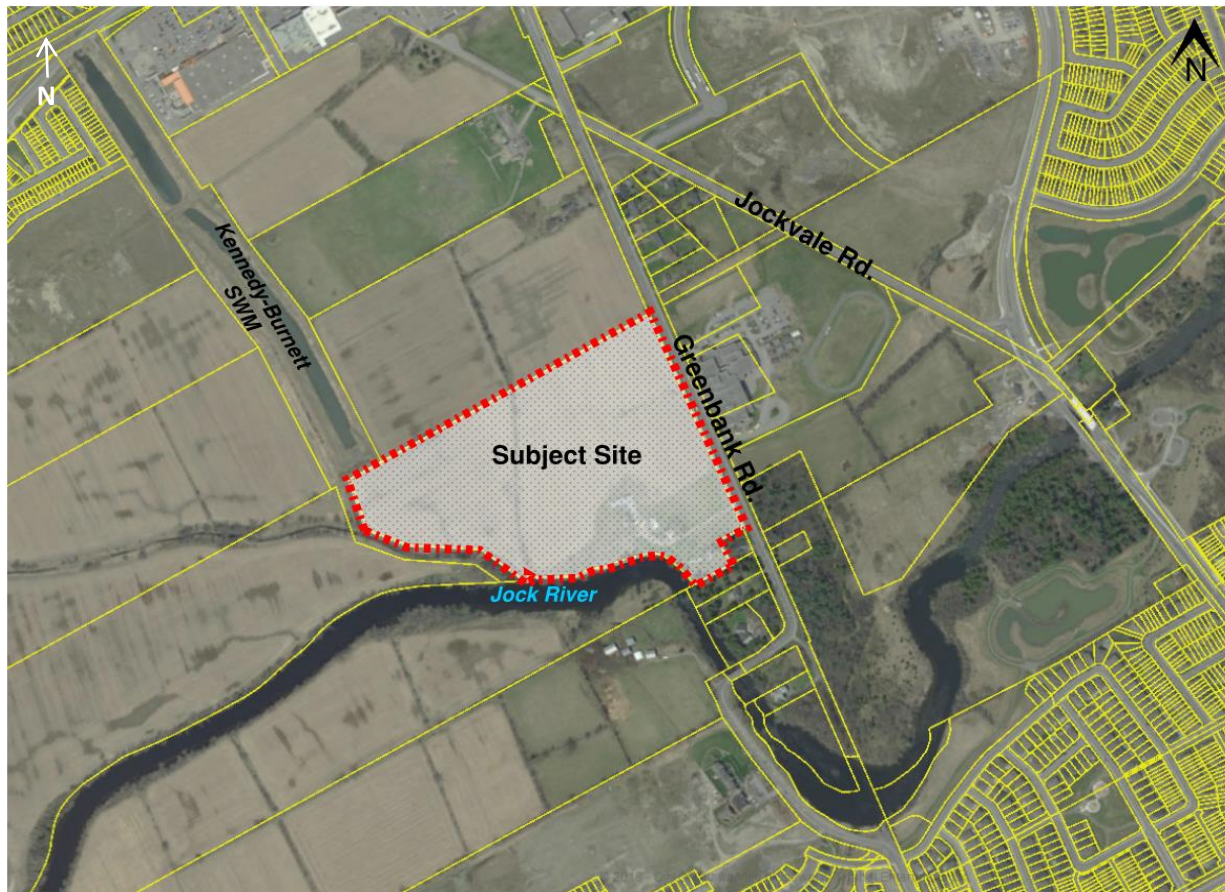 N
N
Jockvale Rd.
Kennedy-Burnett
SWM
Greenbank Rd.
Subject Site
Jock River